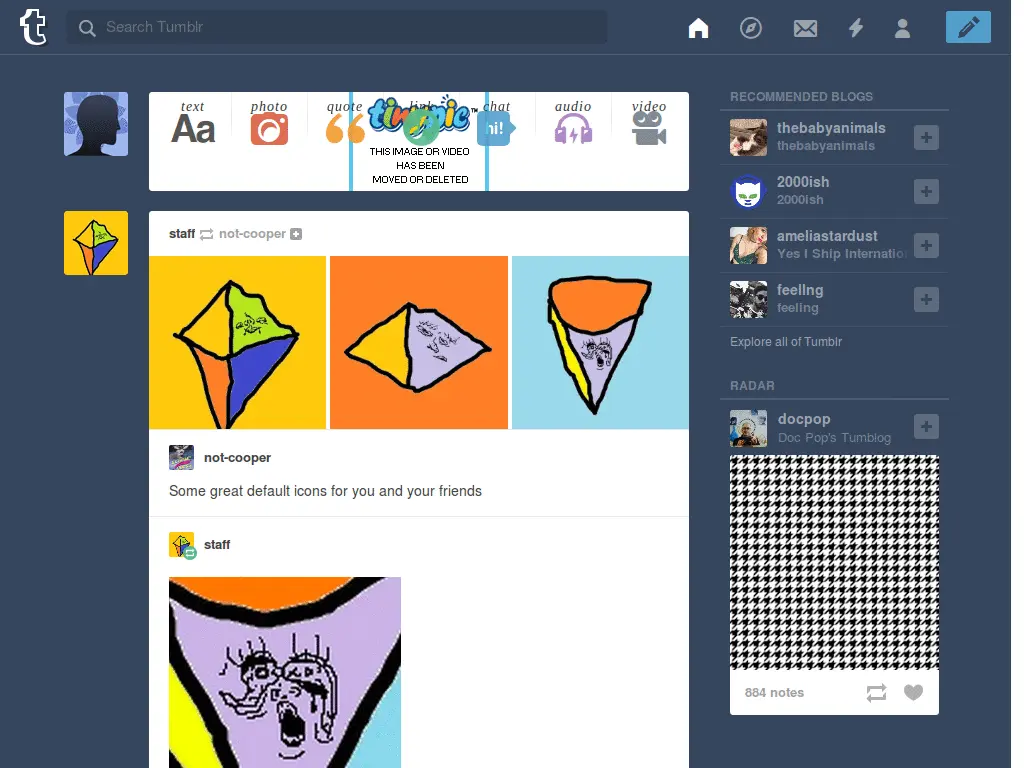 t
Search Tumblr
text photo quote link chat audio video
Aa
tinypic™
hi!
THIS IMAGE OR VIDEO
HAS BEEN
MOVED OR DELETED
staff not-cooper
not-cooper
Some great default icons for you and your friends
staff
RECOMMENDED BLOGS
thebabyanimals
thebabyanimals
2000ish
2000ish
ameliastardust
Yes I Ship Internatio
feellng
feeling
Explore all of Tumblr
RADAR
docpop
Doc Pop's Tumblog
884 notes